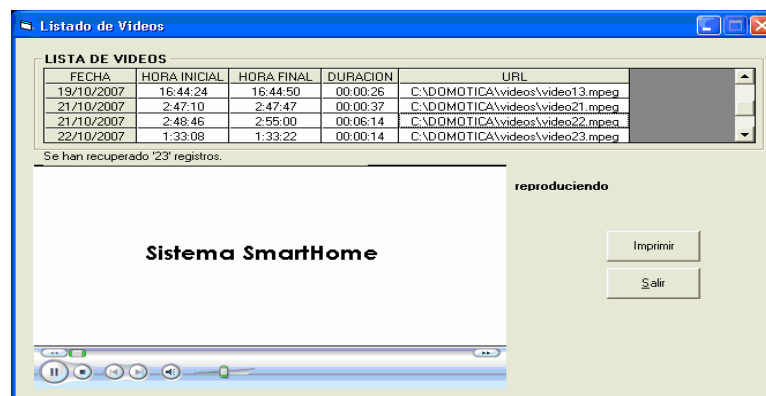 Listado de Videos
LISTA DE VIDEOS
FECHA HORA INICIAL HORA FINAL DURACION URL
19/10/2007 16:44:24 16:44:50 00:00:26 C:\DOMOTICA\videos\video13.mpeg
21/10/2007 2:47:10 2:47:47 00:00:37 C:\DOMOTICA\videos\video21.mpeg
21/10/2007 2:48:46 2:55:00 00:06:14 C:\DOMOTICA\videos\video22.mpeg
22/10/2007 1:33:08 1:33:22 00:00:14 C:\DOMOTICA\videos\video23.mpeg
Se han recuperado '23' registros.
reproduciendo
Sistema SmartHome
Imprimir
Salir